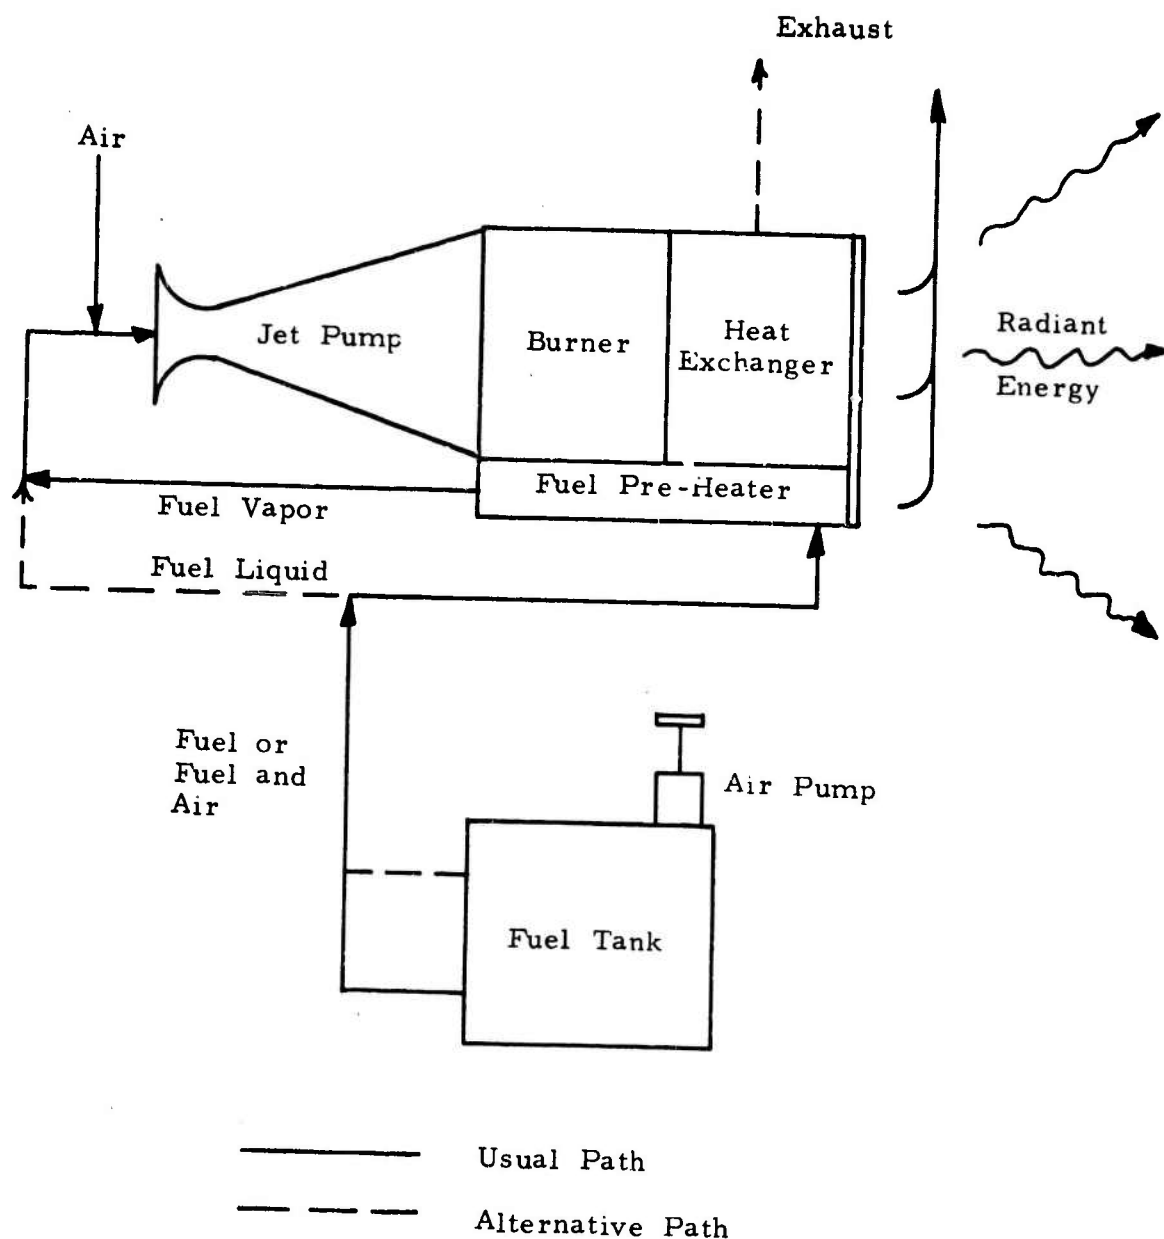 Exhaust
Air
Jet Pump
Burner
Heat
Exchanger
Radiant
Energy
Fuel Pre-Heater
Fuel Vapor
Fuel Liquid
Fuel or
Fuel and
Air
Air Pump
Fuel Tank
Usual Path
Alternative Path